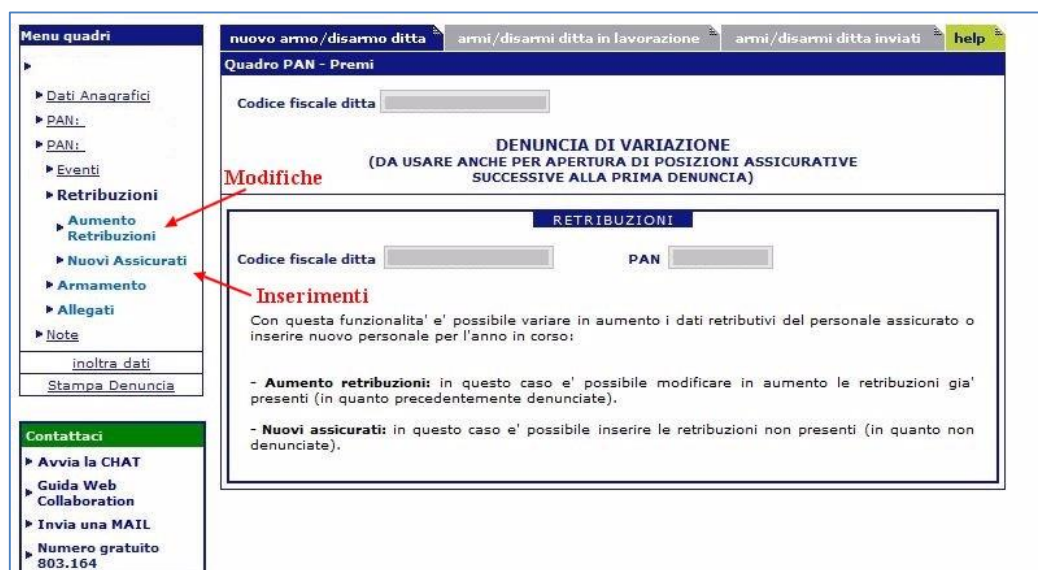 Menu quadri
Dati Anagrafici
PAN:
PAN:
Eventi
Retribuzioni
Aumento
Retribuzioni
Nuovi Assicurati
Armamento
Allegati
Note
inoltra dati
Stampa Denuncia
Contattaci
Avvia la CHAT
Guida Web
Collaboration
Invia una MAIL
Numero gratuito
803.164
Modifiche
Inserimenti
nuovo armo/disarmo ditta
armi/disarmi ditta in lavorazione
armi/disarmi ditta inviati
help
Quadro PAN - Premi
Codice fiscale ditta
DENUNCIA DI VARIAZIONE
(DA USARE ANCHE PER APERTURA DI POSIZIONI ASSICURATIVE
SUCCESSIVE ALLA PRIMA DENUNCIA)
RETRIBUZIONI
Codice fiscale ditta PAN
Con questa funzionalita' e' possibile variare in aumento i dati retributivi del personale assicurato o
inserire nuovo personale per l'anno in corso:
- Aumento retribuzioni: in questo caso e' possibile modificare in aumento le retribuzioni gia'
presenti (in quanto precedentemente denunciate).
- Nuovi assicurati: in questo caso e' possibile inserire le retribuzioni non presenti (in quanto non
denunciate).